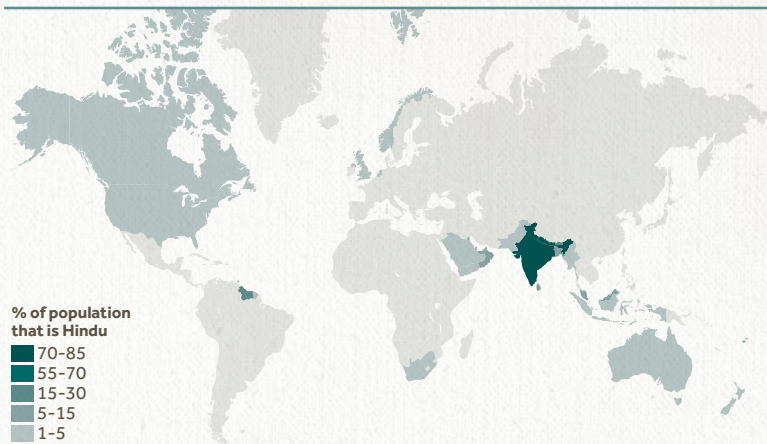 % of population
that is Hindu
70-85
55-70
15-30
5-15
1-5